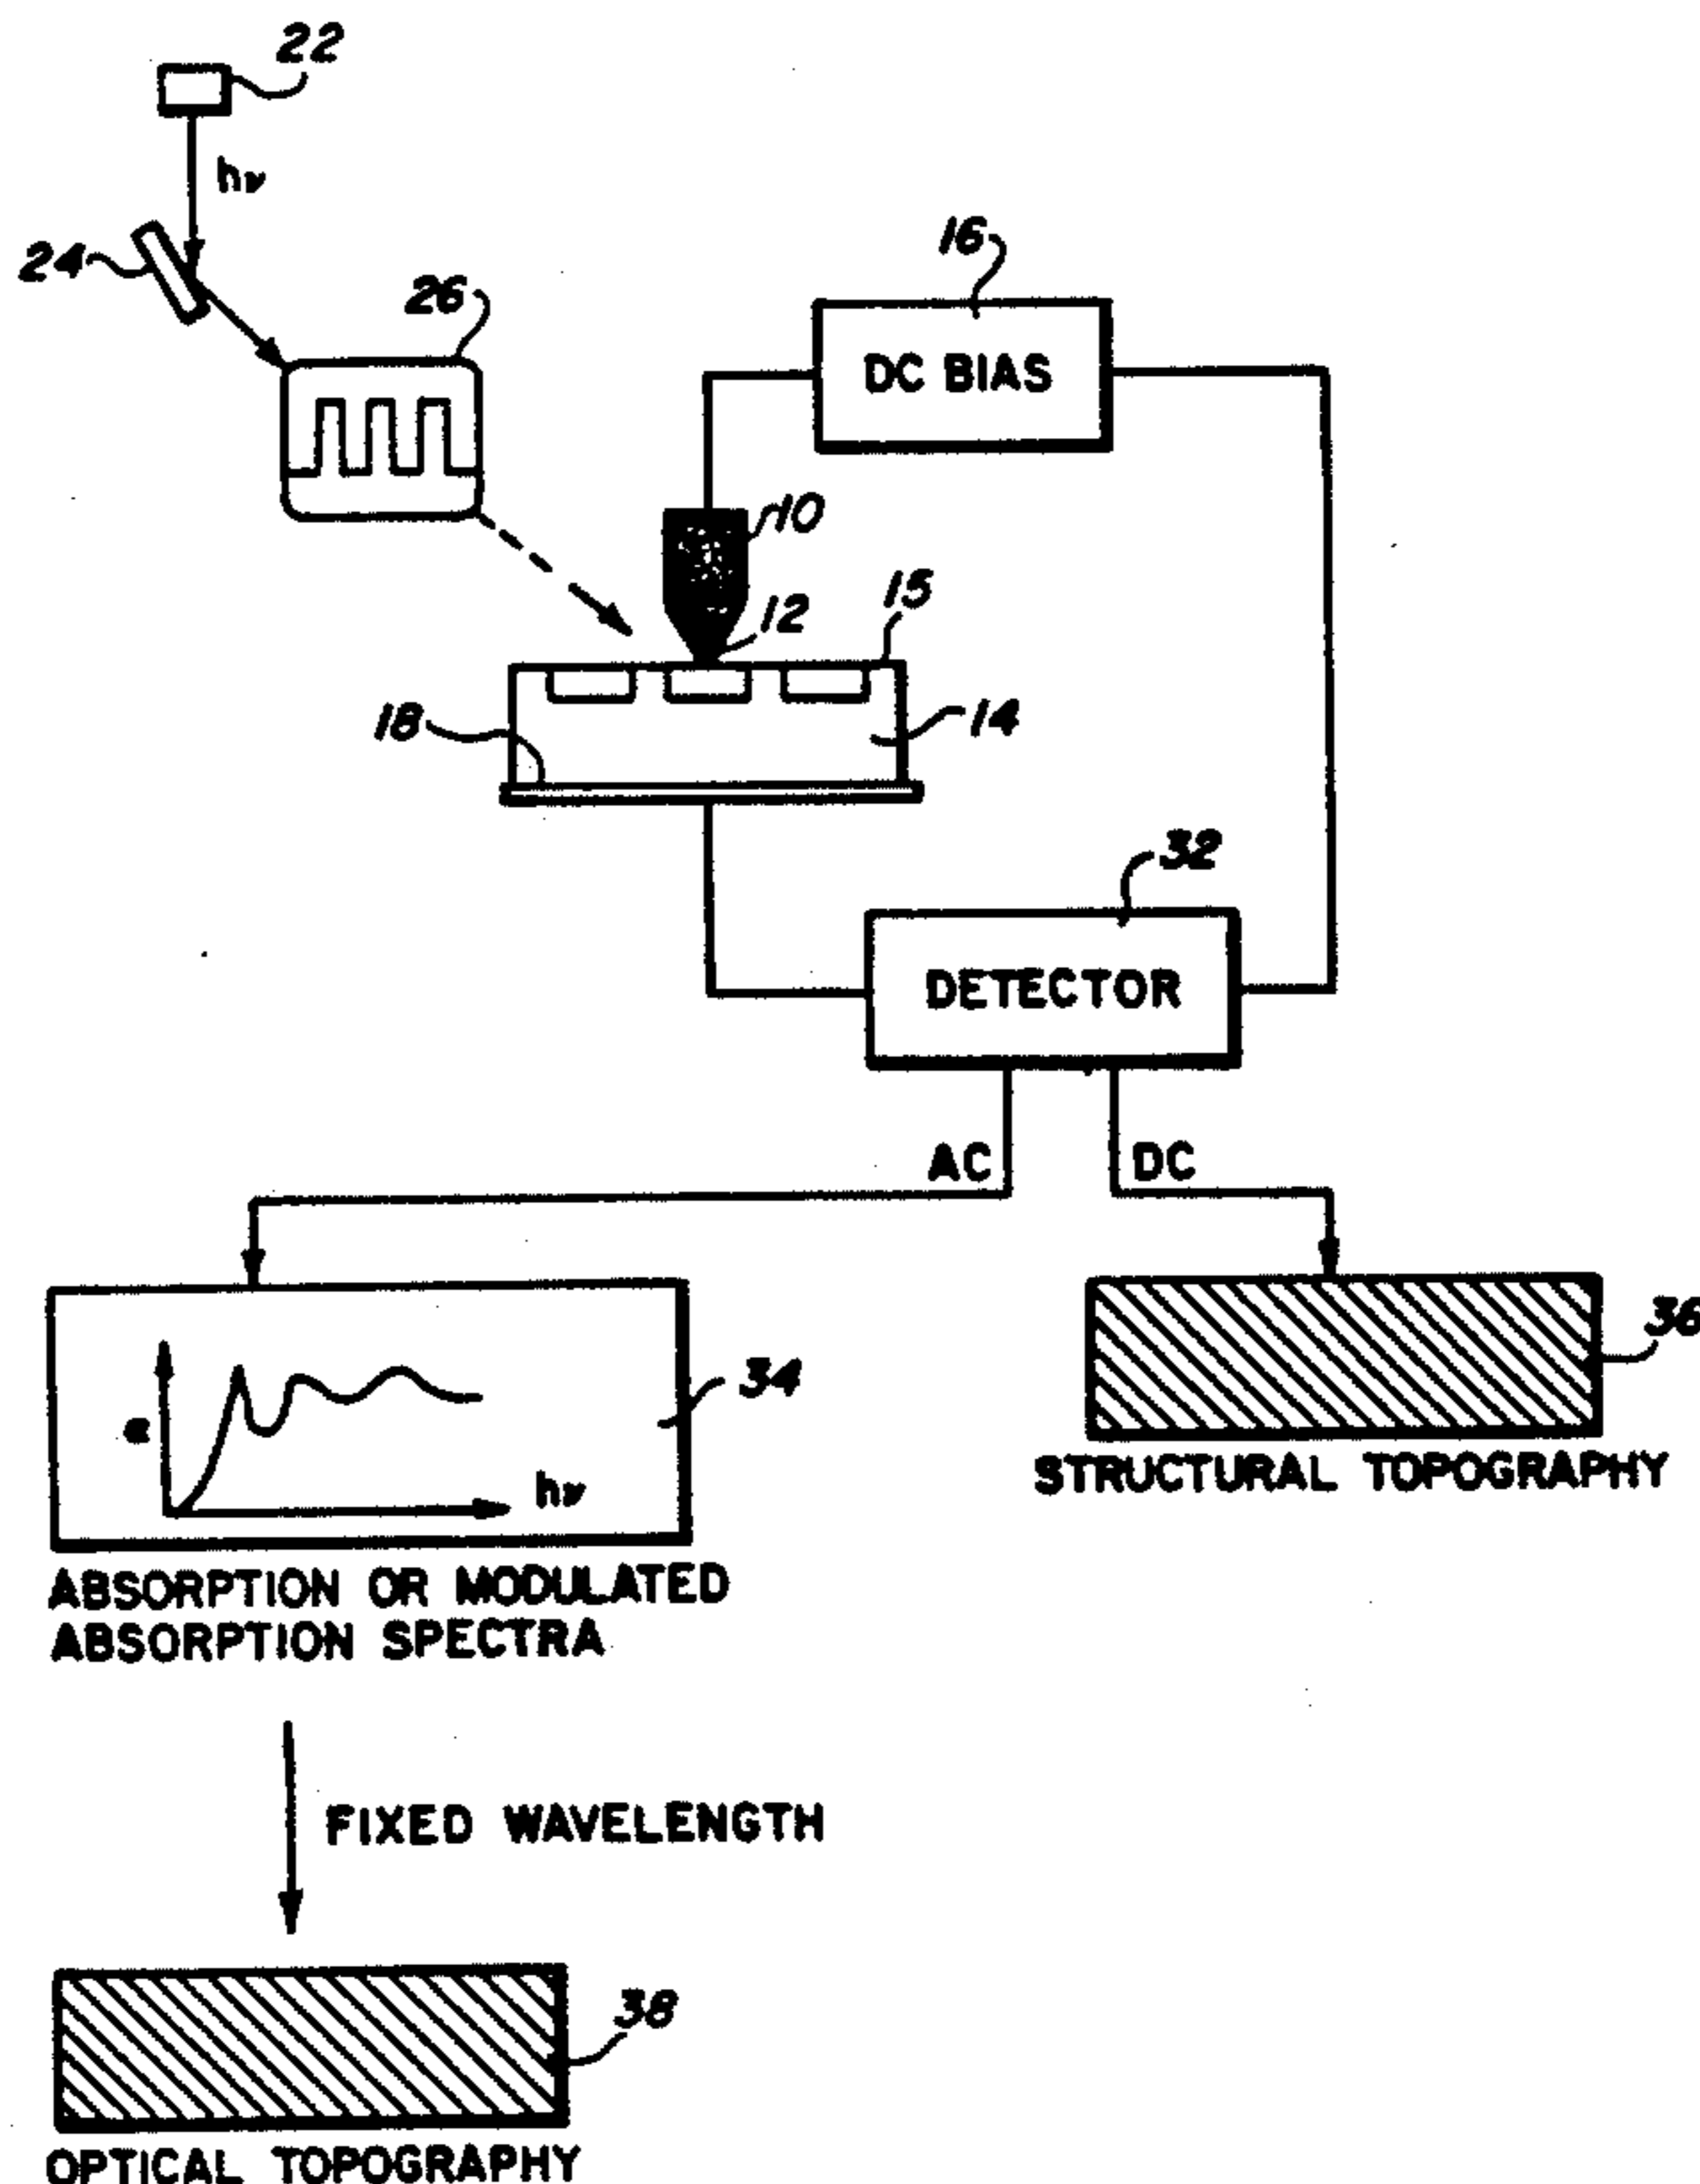 22
hν
24
26
16
DC BIAS
10
12
15
18
14
32
DETECTOR
AC
DC
36
34
α
hν
STRUCTURAL TOPOGRAPHY
ABSORPTION OR MODULATED
ABSORPTION SPECTRA
FIXED WAVELENGTH
38
OPTICAL TOPOGRAPHY